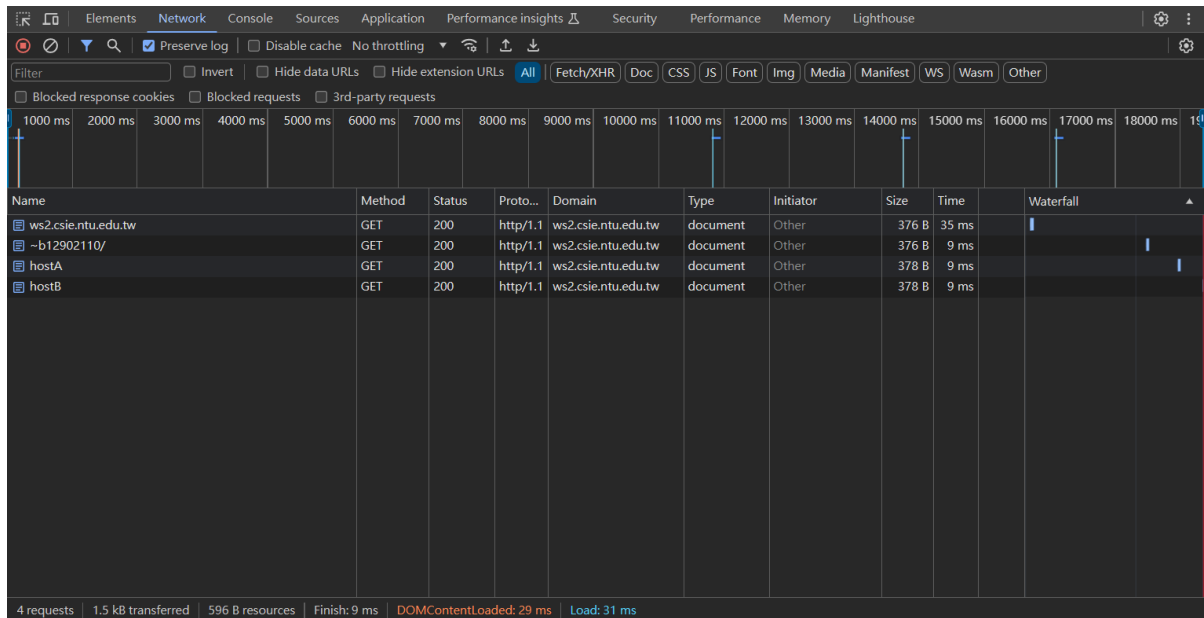 Elements Network Console Sources Application Performance insights Security Performance Memory Lighthouse
Preserve log Disable cache No throttling
Filter Invert Hide data URLs Hide extension URLs All Fetch/XHR Doc CSS JS Font Img Media Manifest WS Wasm Other
Blocked response cookies Blocked requests 3rd-party requests
1000 ms 2000 ms 3000 ms 4000 ms 5000 ms 6000 ms 7000 ms 8000 ms 9000 ms 10000 ms 11000 ms 12000 ms 13000 ms 14000 ms 15000 ms 16000 ms 17000 ms 18000 ms
Name Method Status Proto... Domain Type Initiator Size Time Waterfall
ws2.csie.ntu.edu.tw GET 200 http/1.1 ws2.csie.ntu.edu.tw document Other 376 B 35 ms
~b12902110/ GET 200 http/1.1 ws2.csie.ntu.edu.tw document Other 376 B 9 ms
hostA GET 200 http/1.1 ws2.csie.ntu.edu.tw document Other 378 B 9 ms
hostB GET 200 http/1.1 ws2.csie.ntu.edu.tw document Other 378 B 9 ms
4 requests 1.5 kB transferred 596 B resources Finish: 9 ms DOMContentLoaded: 29 ms Load: 31 ms